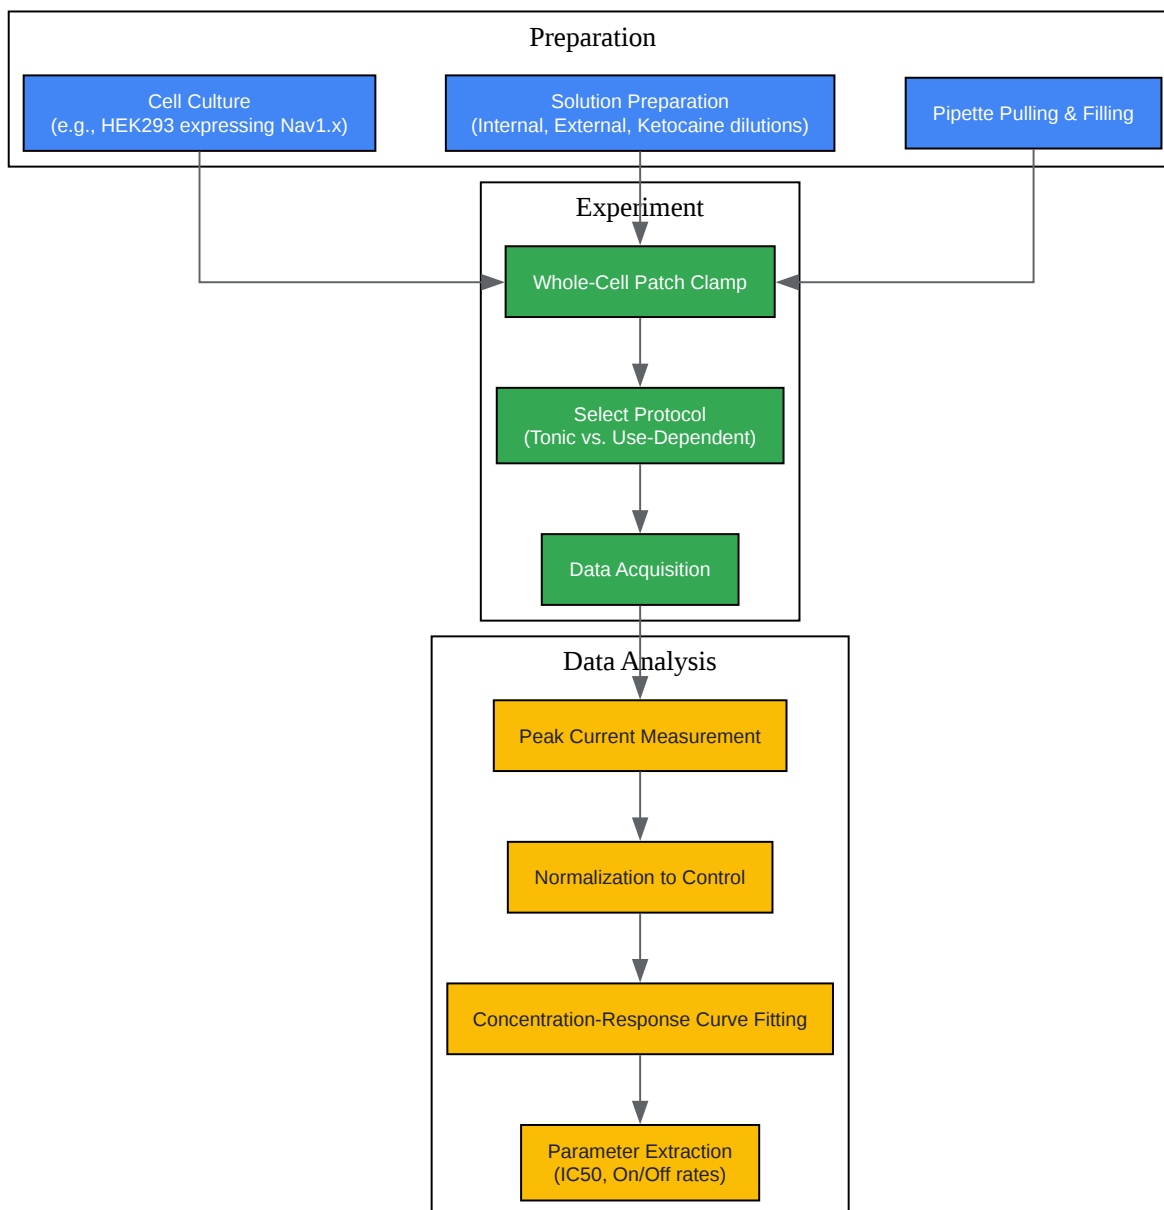 Preparation
Cell Culture
(e.g., HEK293 expressing Nav1.x)
Solution Preparation
(Internal, External, Ketocaine dilutions)
Pipette Pulling & Filling
Experiment
Whole-Cell Patch Clamp
Select Protocol
(Tonic vs. Use-Dependent)
Data Acquisition
Data Analysis
Peak Current Measurement
Normalization to Control
Concentration-Response Curve Fitting
Parameter Extraction
(IC50, On/Off rates)